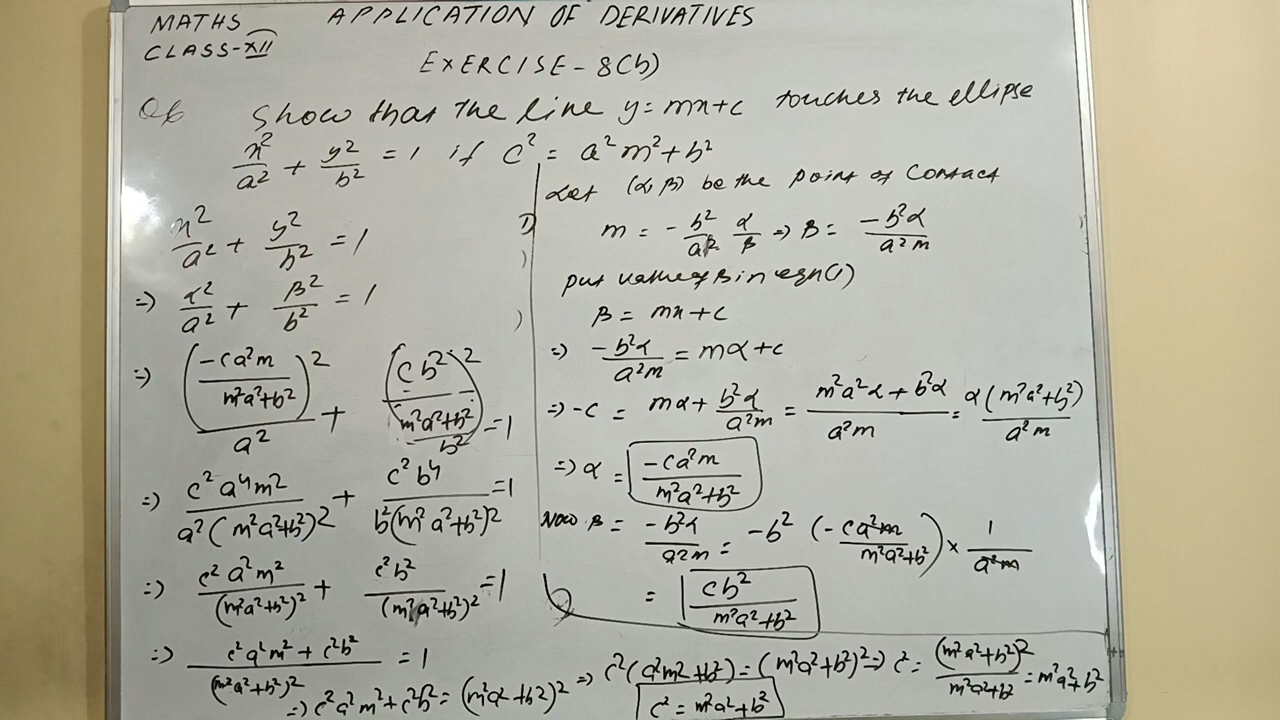 MATHS APPLICATION OF DERIVATIVES
CLASS-XII
EXERCISE - 8(b)
Q6 Show that the line y = mx+c touches the ellipse
x²/a² + y²/b² = 1 if c² = a²m²+b²
x²/a² + y²/b² = 1
=) α²/a² + β²/b² = 1
=) (-ca²m/(m²a²+b²))²/a² + (cb²/(m²a²+b²))²/b² = 1
=) c²a⁴m²/a²(m²a²+b²)² + c²b⁴/b²(m²a²+b²)² = 1
=) c²a²m²/(m²a²+b²)² + c²b²/(m²a²+b²)² = 1
=) (c²a²m² + c²b²)/(m²a²+b²)² = 1
=) c²a²m²+c²b² = (m²a²+b²)²
Let (α, β) be the point of Contact
m = -b²/a² α/β =) β = -b²α/a²m
put value of β in eqn(1)
β = mx+c
=) -b²α/a²m = mα+c
=) -c = mα + b²α/a²m = (m²a²α + b²α)/a²m = α(m²a²+b²)/a²m
=) α = -ca²m/(m²a²+b²)
Now β = -b²α/a²m = -b² (-ca²m/(m²a²+b²)) × 1/a²m
= cb²/(m²a²+b²)
=) c²(a²m²+b²) = (m²a²+b²)² =) c² = (m²a²+b²)²/(m²a²+b²) = m²a²+b²
c² = m²a²+b²